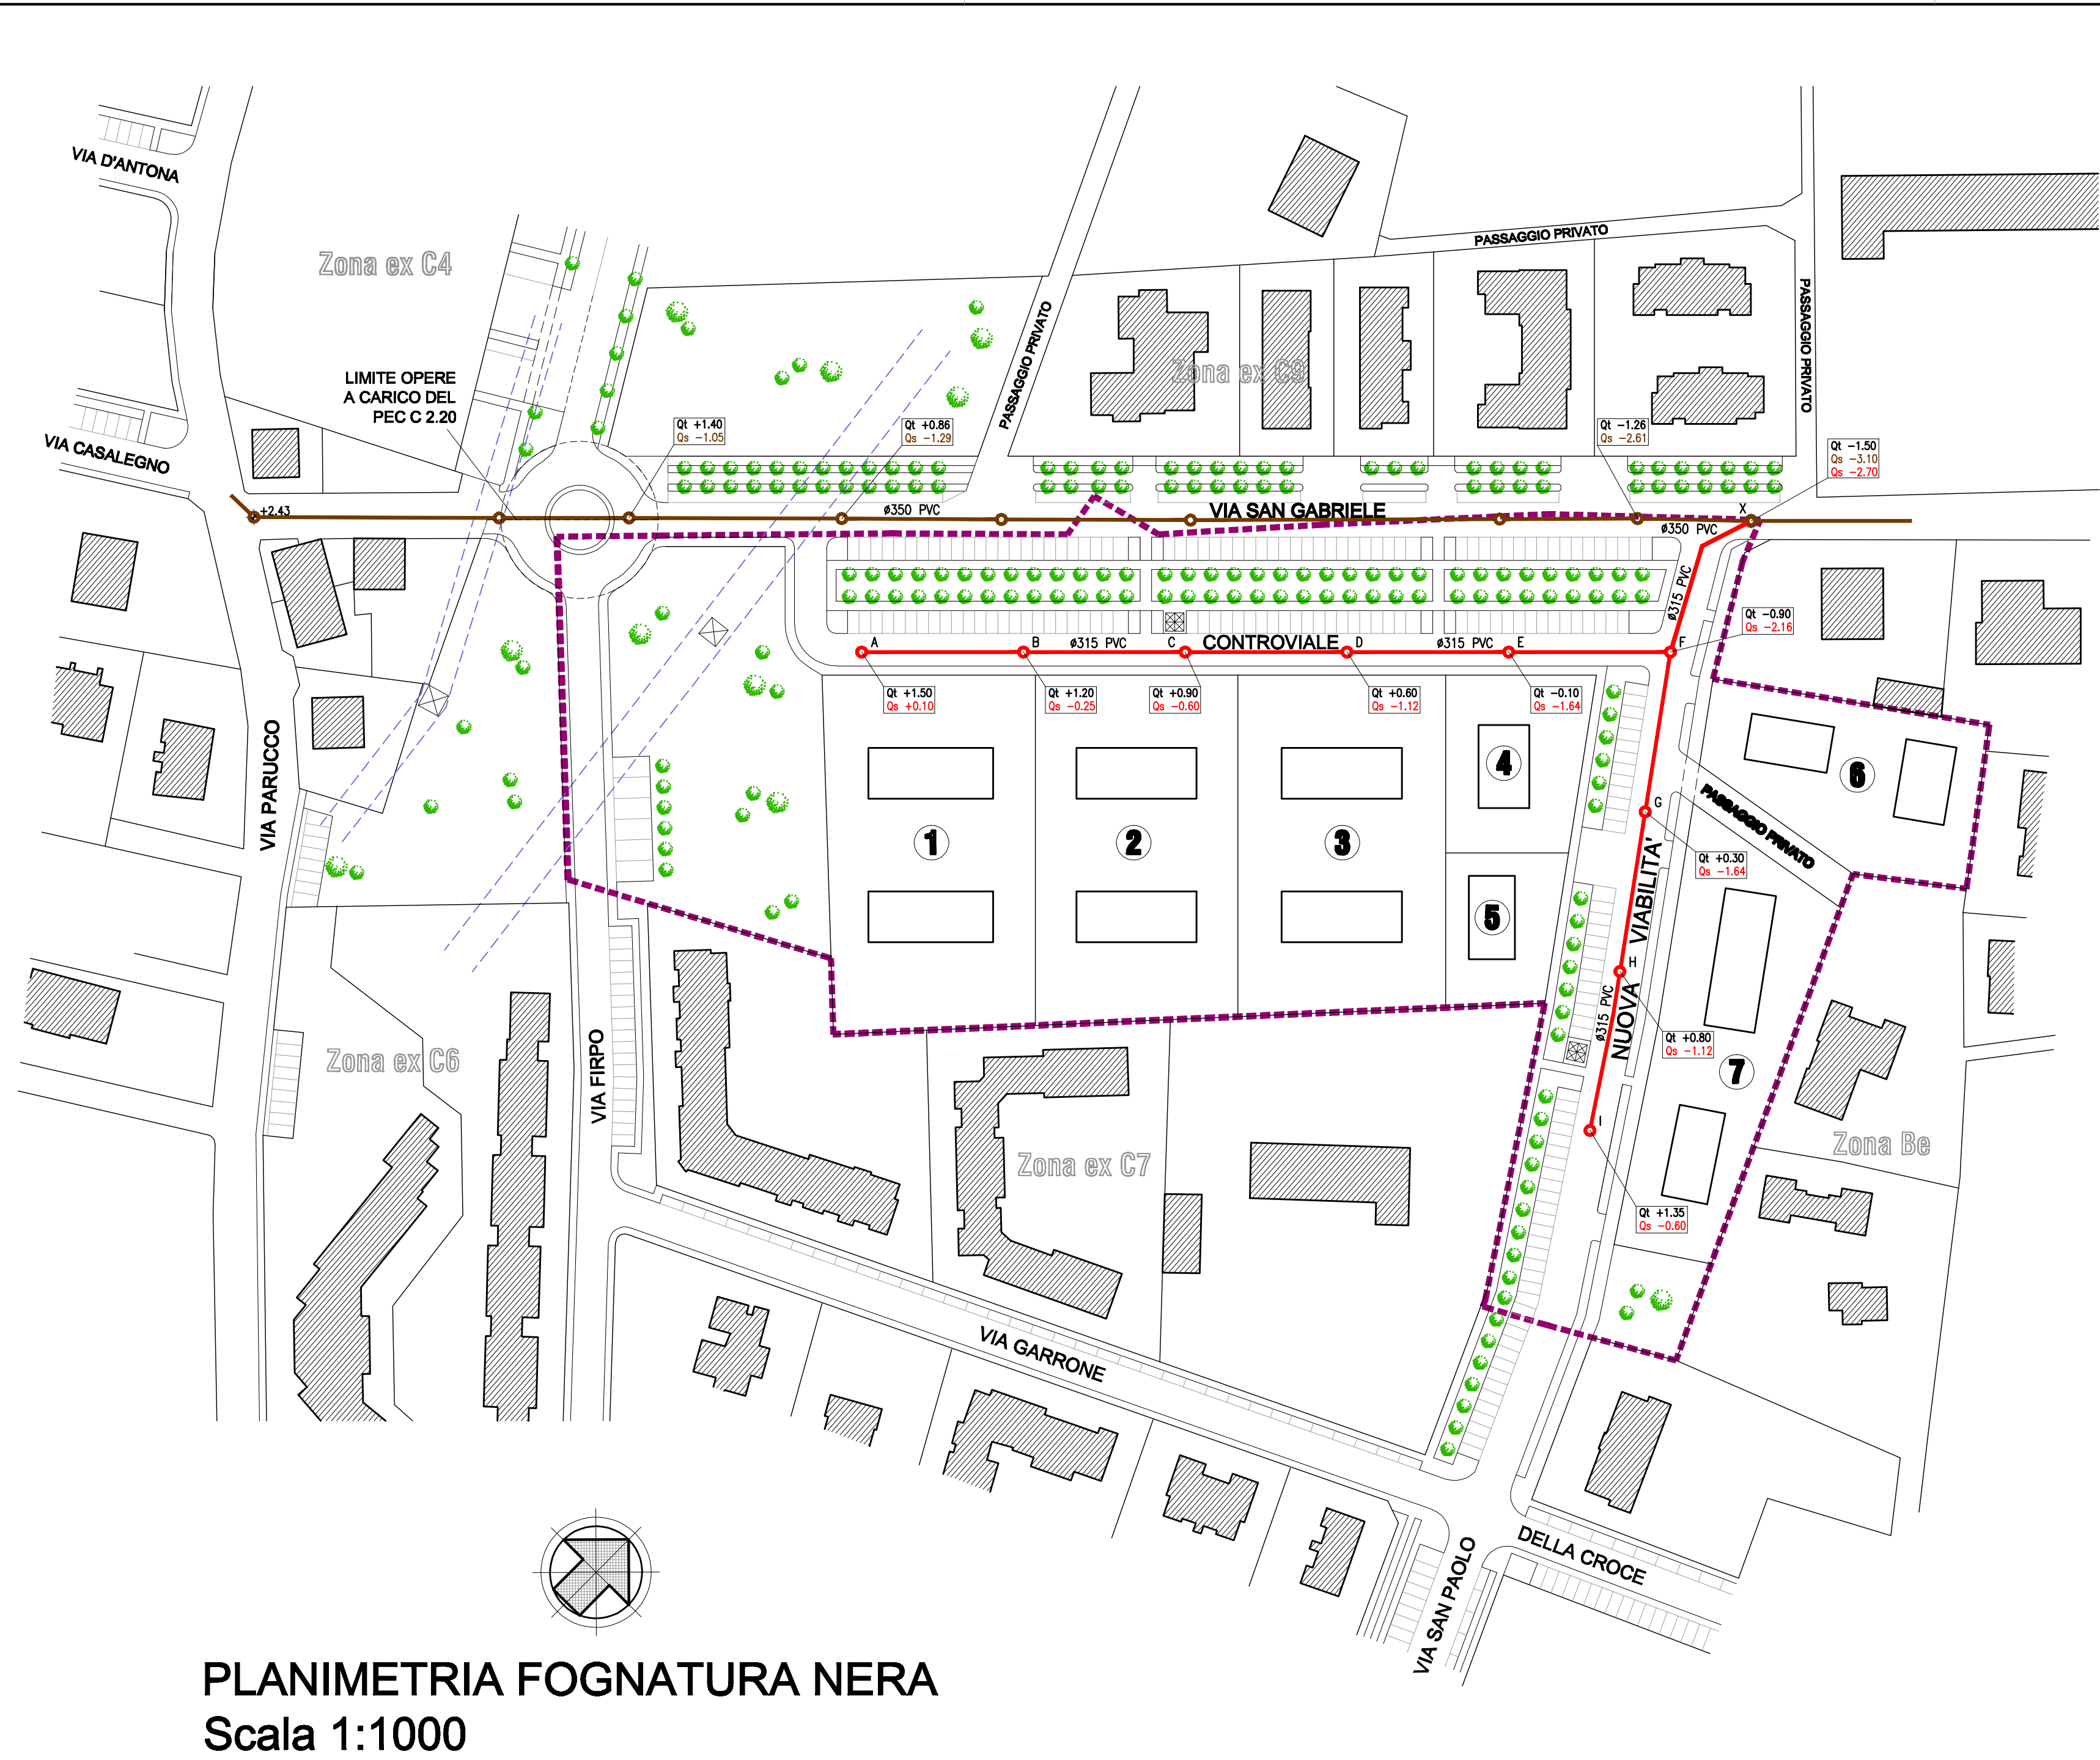 VIA D'ANTONA
Zona ex C4
PASSAGGIO PRIVATO
PASSAGGIO PRIVATO
PASSAGGIO PRIVATO
Zona ex C9
LIMITE OPERE
A CARICO DEL
PEC C 2.20
VIA CASALEGNO
Qt +1.40
Qs -1.05
Qt +0.86
Qs -1.29
Qt -1.26
Qs -2.61
Qt -1.50
Qs -3.10
Qs -2.70
+2.43
ø350 PVC
VIA SAN GABRIELE
X
ø350 PVC
ø315 PVC
Qt -0.90
Qs -2.16
A
B
ø315 PVC
C
CONTROVIALE
D
ø315 PVC
E
F
Qt +1.50
Qs +0.10
Qt +1.20
Qs -0.25
Qt +0.90
Qs -0.60
Qt +0.60
Qs -1.12
Qt -0.10
Qs -1.64
VIA PARUCCO
4
6
1
2
3
5
G
PASSAGGIO PRIVATO
Qt +0.30
Qs -1.64
NUOVA VIABILITA'
H
ø315 PVC
Qt +0.80
Qs -1.12
7
I
Qt +1.35
Qs -0.60
Zona ex C6
VIA FIRPO
Zona ex C7
Zona Be
VIA GARRONE
VIA SAN PAOLO
DELLA CROCE
PLANIMETRIA FOGNATURA NERA
Scala 1:1000